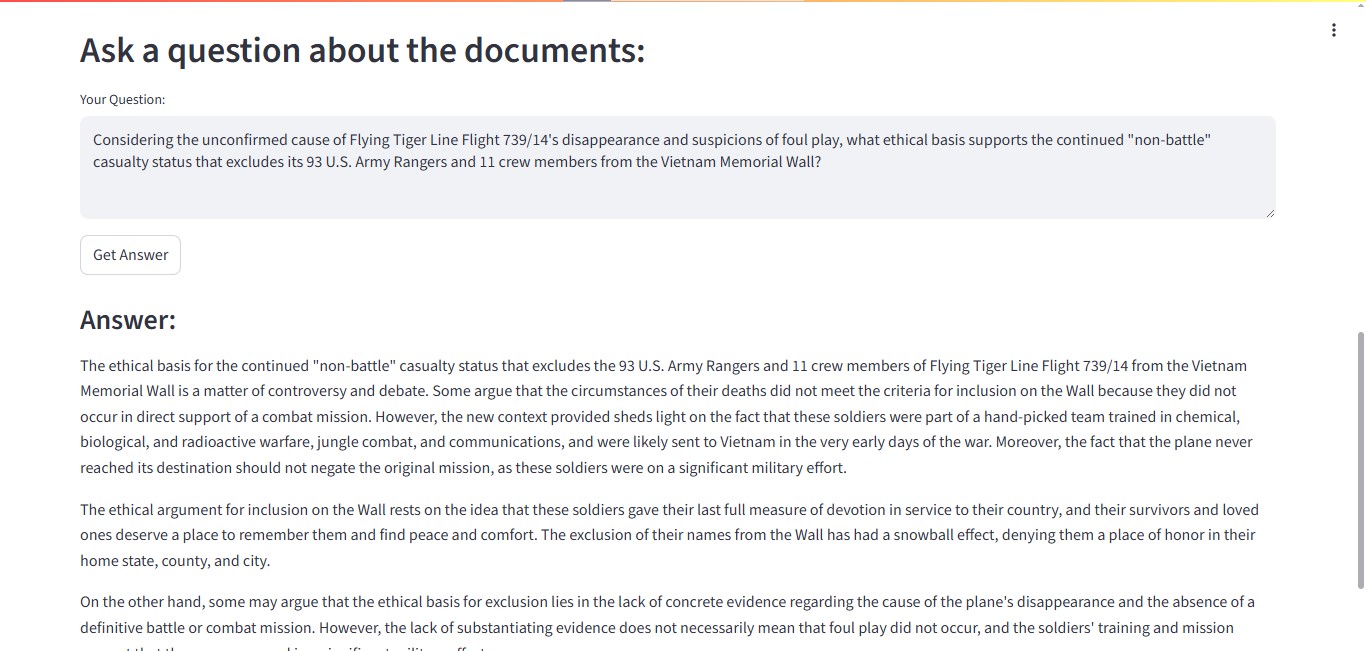 Ask a question about the documents:
Your Question:
Considering the unconfirmed cause of Flying Tiger Line Flight 739/14's disappearance and suspicions of foul play, what ethical basis supports the continued "non-battle"
casualty status that excludes its 93 U.S. Army Rangers and 11 crew members from the Vietnam Memorial Wall?
Get Answer
Answer:
The ethical basis for the continued "non-battle" casualty status that excludes the 93 U.S. Army Rangers and 11 crew members of Flying Tiger Line Flight 739/14 from the Vietnam
Memorial Wall is a matter of controversy and debate. Some argue that the circumstances of their deaths did not meet the criteria for inclusion on the Wall because they did not
occur in direct support of a combat mission. However, the new context provided sheds light on the fact that these soldiers were part of a hand-picked team trained in chemical,
biological, and radioactive warfare, jungle combat, and communications, and were likely sent to Vietnam in the very early days of the war. Moreover, the fact that the plane never
reached its destination should not negate the original mission, as these soldiers were on a significant military effort.
The ethical argument for inclusion on the Wall rests on the idea that these soldiers gave their last full measure of devotion in service to their country, and their survivors and loved
ones deserve a place to remember them and find peace and comfort. The exclusion of their names from the Wall has had a snowball effect, denying them a place of honor in their
home state, county, and city.
On the other hand, some may argue that the ethical basis for exclusion lies in the lack of concrete evidence regarding the cause of the plane's disappearance and the absence of a
definitive battle or combat mission. However, the lack of substantiating evidence does not necessarily mean that foul play did not occur, and the soldiers' training and mission